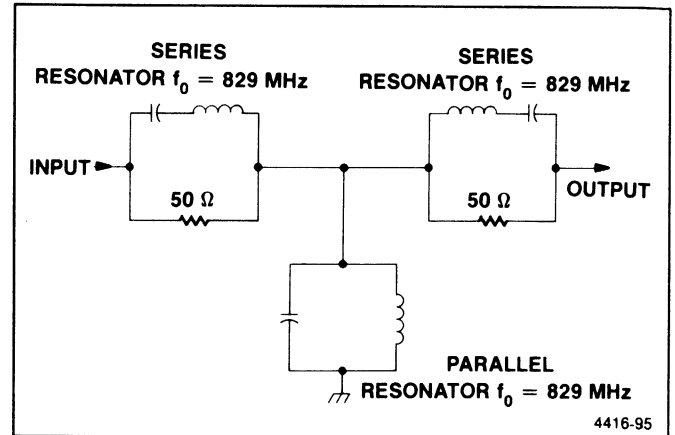 SERIES
RESONATOR f₀ = 829 MHz
SERIES
RESONATOR f₀ = 829 MHz
INPUT
50 Ω
50 Ω
OUTPUT
PARALLEL
RESONATOR f₀ = 829 MHz
4416-95